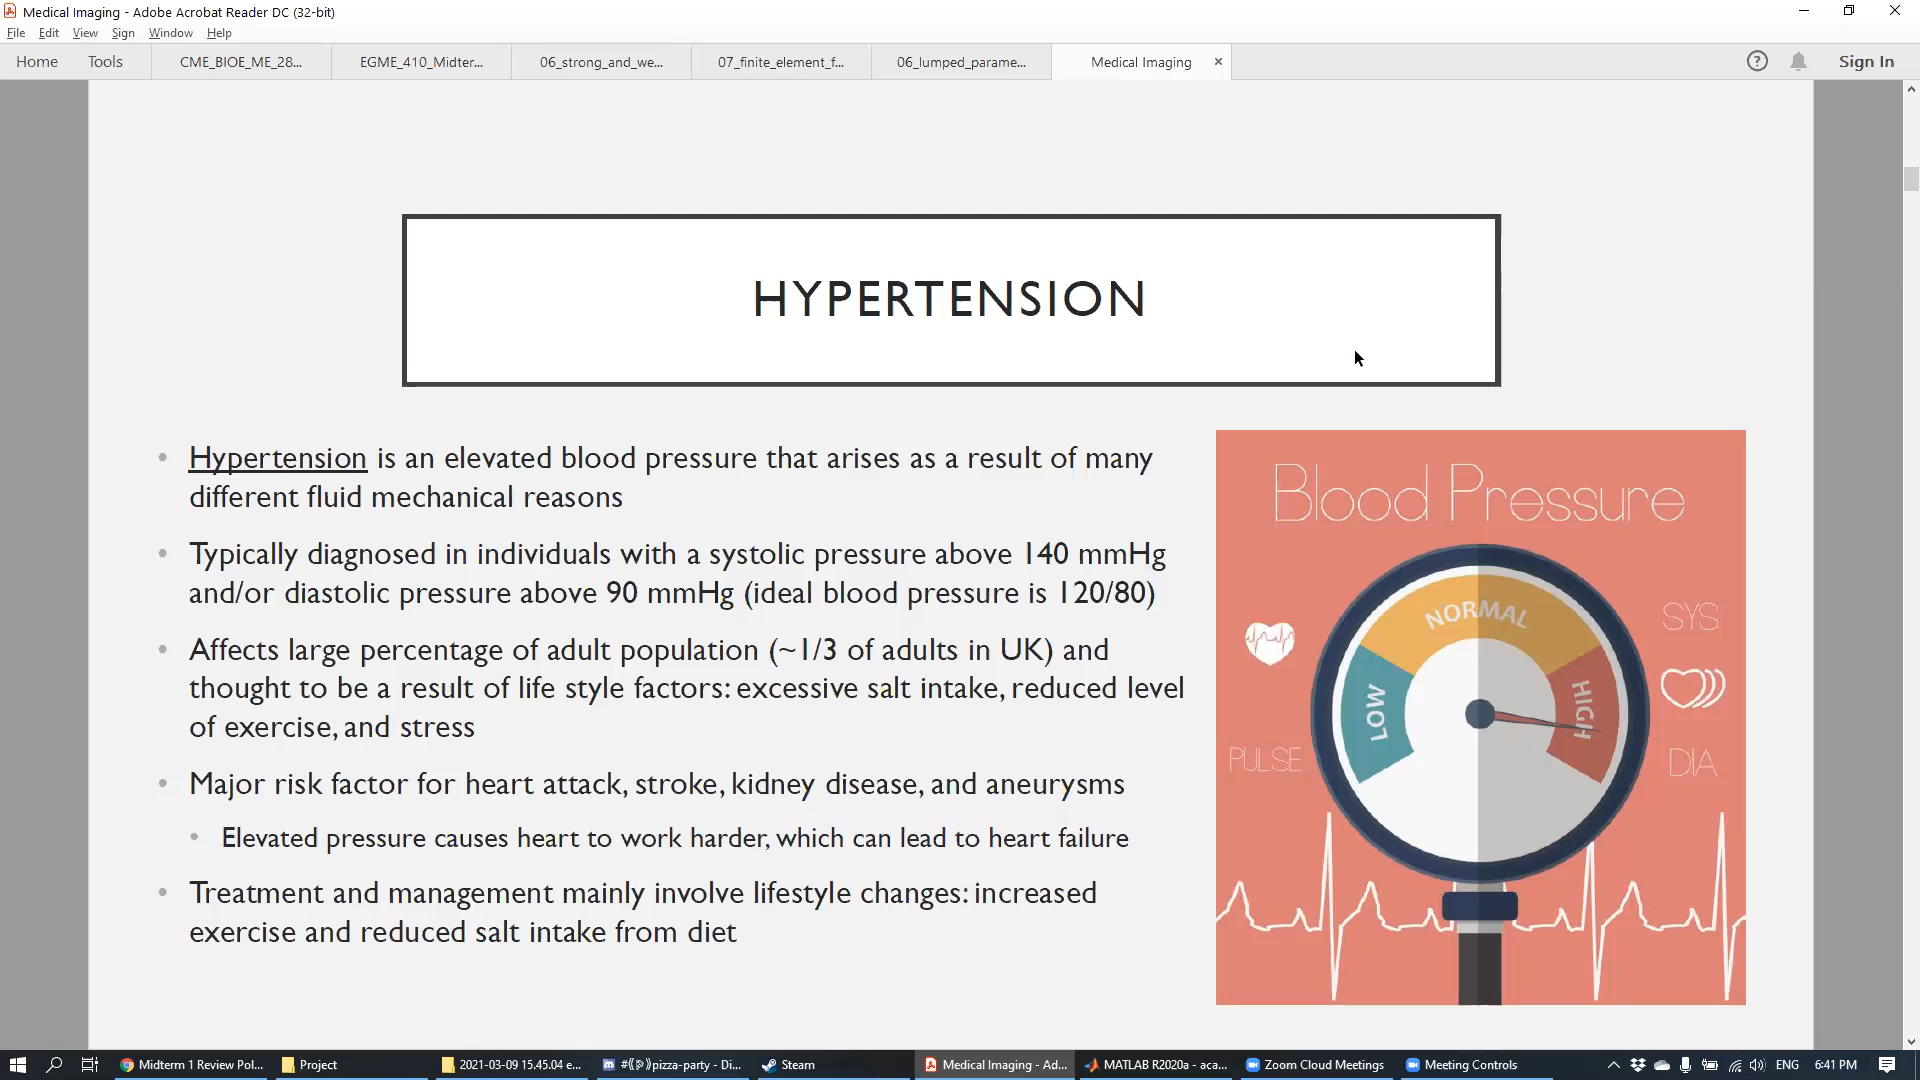 Medical Imaging - Adobe Acrobat Reader DC (32-bit)
File Edit View Sign Window Help
Home Tools CME_BIOE_ME_28... EGME_410_Midter... 06_strong_and_we... 07_finite_element_f... 06_lumped_parame... Medical Imaging × ? Sign In
HYPERTENSION
• Hypertension is an elevated blood pressure that arises as a result of many
different fluid mechanical reasons
• Typically diagnosed in individuals with a systolic pressure above 140 mmHg
and/or diastolic pressure above 90 mmHg (ideal blood pressure is 120/80)
• Affects large percentage of adult population (~1/3 of adults in UK) and
thought to be a result of life style factors: excessive salt intake, reduced level
of exercise, and stress
• Major risk factor for heart attack, stroke, kidney disease, and aneurysms
• Elevated pressure causes heart to work harder, which can lead to heart failure
• Treatment and management mainly involve lifestyle changes: increased
exercise and reduced salt intake from diet
Blood Pressure
NORMAL
LOW
HIGH
SYS
PULSE
DIA
Midterm 1 Review Pol... Project 2021-03-09 15.45.04 e... #⟪Ᵽ⟫pizza-party - Di... Steam Medical Imaging - Ad... MATLAB R2020a - aca... Zoom Cloud Meetings Meeting Controls ENG 6:41 PM